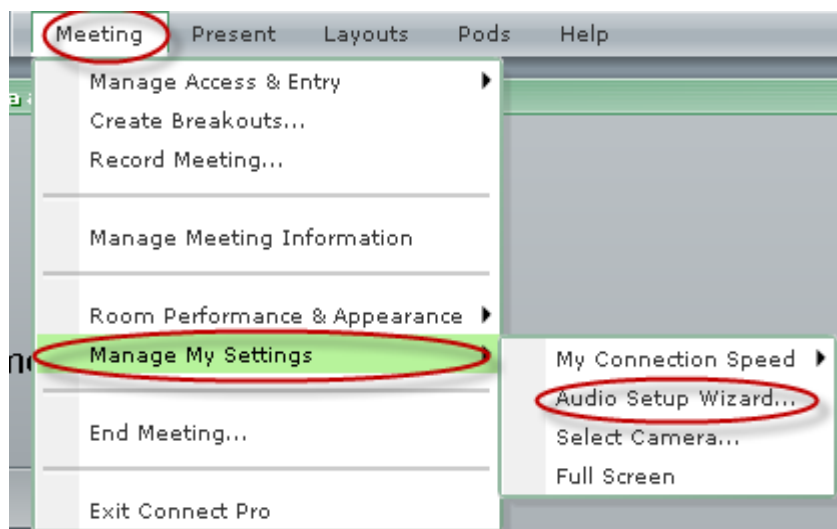 Meeting Present Layouts Pods Help
Manage Access & Entry
Create Breakouts...
Record Meeting...
Manage Meeting Information
Room Performance & Appearance
Manage My Settings
My Connection Speed
Audio Setup Wizard...
Select Camera...
Full Screen
End Meeting...
Exit Connect Pro